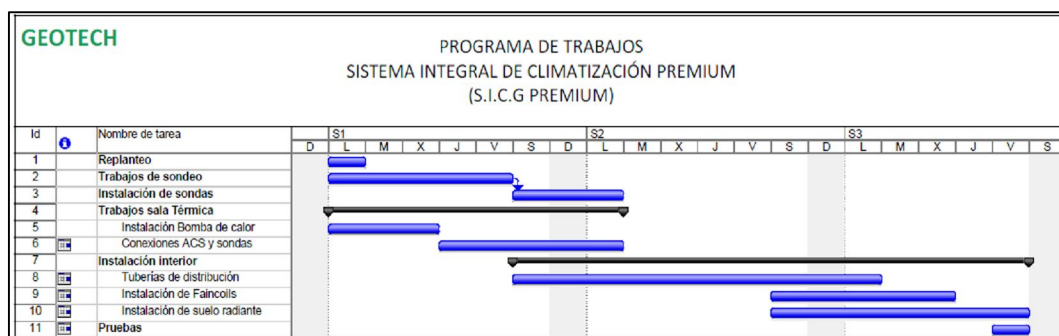 GEOTECH
PROGRAMA DE TRABAJOS
SISTEMA INTEGRAL DE CLIMATIZACIÓN PREMIUM
(S.I.C.G PREMIUM)
Id Nombre de tarea S1 S2 S3
D L M X J V S D L M X J V S D L M X J V S
1 Replanteo
2 Trabajos de sondeo
3 Instalación de sondas
4 Trabajos sala Térmica
5 Instalación Bomba de calor
6 Conexiones ACS y sondas
7 Instalación interior
8 Tuberías de distribución
9 Instalación de Faincoils
10 Instalación de suelo radiante
11 Pruebas